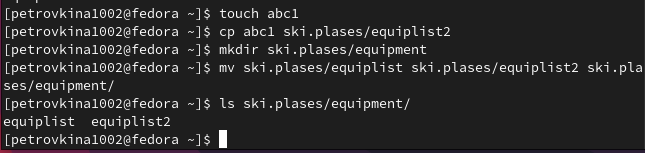 [petrovkina1002@fedora ~]$ touch abc1
[petrovkina1002@fedora ~]$ cp abc1 ski.plases/equiplist2
[petrovkina1002@fedora ~]$ mkdir ski.plases/equipment
[petrovkina1002@fedora ~]$ mv ski.plases/equiplist ski.plases/equiplist2 ski.pla
ses/equipment/
[petrovkina1002@fedora ~]$ ls ski.plases/equipment/
equiplist  equiplist2
[petrovkina1002@fedora ~]$